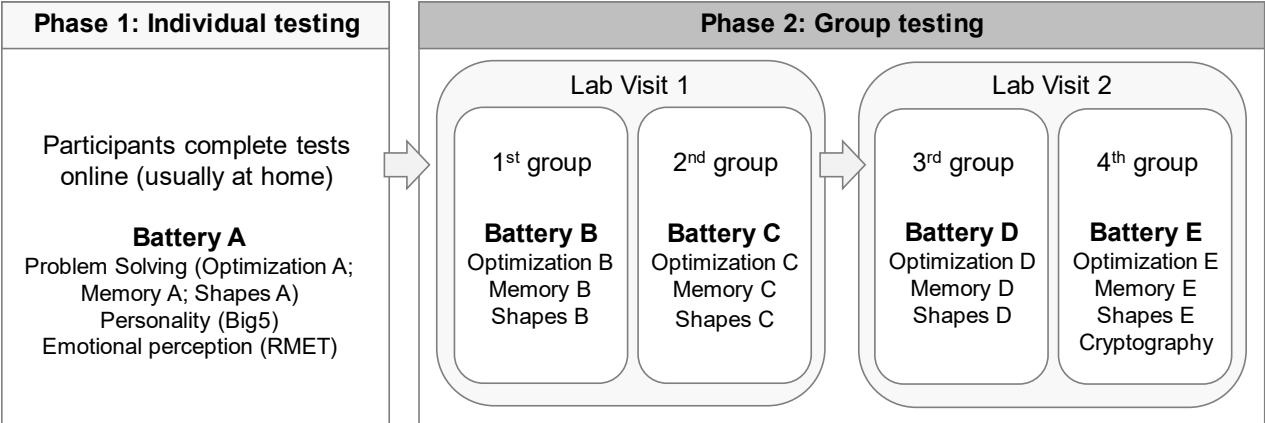 Phase 1: Individual testing
Participants complete tests
online (usually at home)
Battery A
Problem Solving (Optimization A;
Memory A; Shapes A)
Personality (Big5)
Emotional perception (RMET)
Phase 2: Group testing
Lab Visit 1
1st group
Battery B
Optimization B
Memory B
Shapes B
2nd group
Battery C
Optimization C
Memory C
Shapes C
Lab Visit 2
3rd group
Battery D
Optimization D
Memory D
Shapes D
4th group
Battery E
Optimization E
Memory E
Shapes E
Cryptography